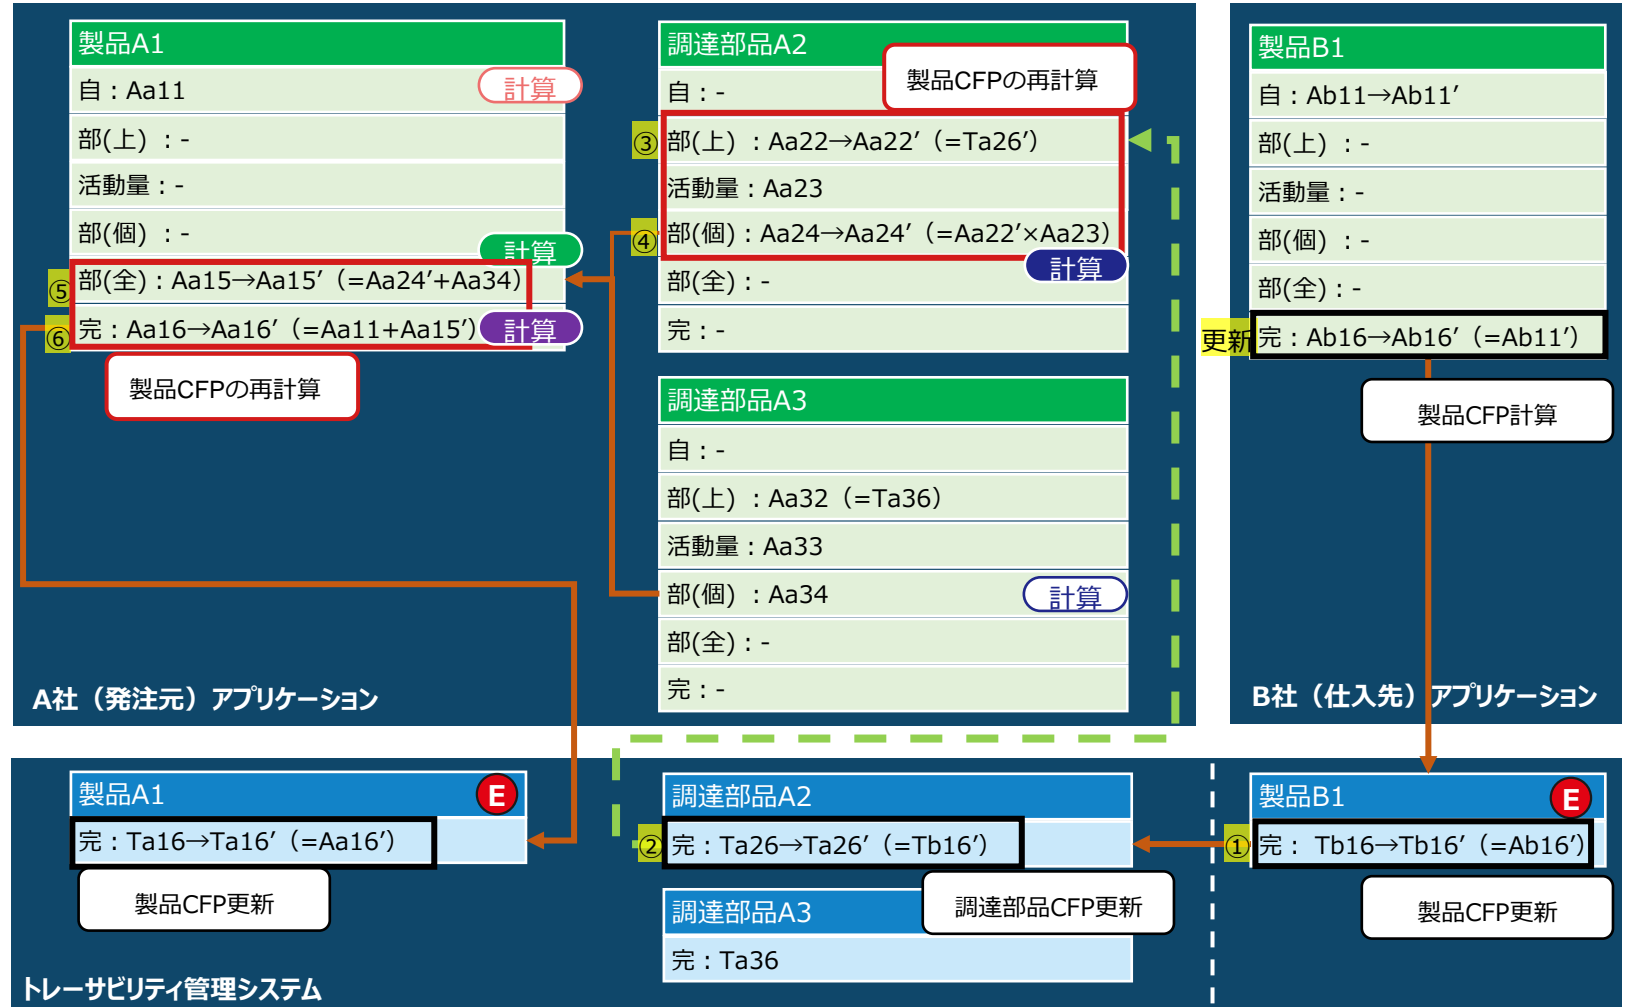 製品A1
自：Aa11
計算
部(上) ：-
活動量：-
部(個) ：-
計算
⑤
部(全)：Aa15→Aa15′（=Aa24'+Aa34）
⑥
完：Aa16→Aa16′（=Aa11+Aa15′）
計算
製品CFPの再計算
調達部品A2
製品CFPの再計算
自：-
③
部(上) ：Aa22→Aa22′（=Ta26′）
活動量：Aa23
④
部(個)：Aa24→Aa24′（=Aa22′×Aa23）
計算
部(全)：-
完：-
調達部品A3
自：-
部(上) ：Aa32（=Ta36）
活動量：Aa33
部(個) ：Aa34
計算
部(全)：-
完：-
A社（発注元）アプリケーション
製品B1
自：Ab11→Ab11′
部(上) ：-
活動量：-
部(個) ：-
部(全)：-
更新
完：Ab16→Ab16′（=Ab11′）
製品CFP計算
B社（仕入先）アプリケーション
製品A1
E
完：Ta16→Ta16′（=Aa16′）
製品CFP更新
調達部品A2
②
完：Ta26→Ta26′（=Tb16′）
調達部品CFP更新
調達部品A3
完：Ta36
製品B1
E
①
完： Tb16→Tb16′（=Ab16′）
製品CFP更新
トレーサビリティ管理システム